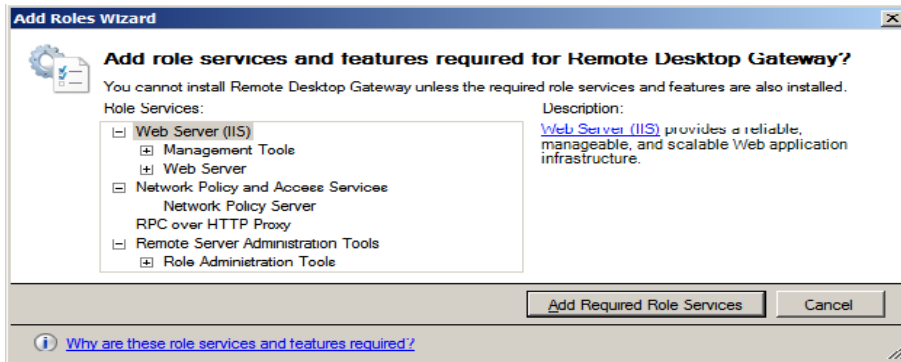 Add Roles Wizard
Add role services and features required for Remote Desktop Gateway?
You cannot install Remote Desktop Gateway unless the required role services and features are also installed.
Role Services:
Description:
Web Server (IIS)
Management Tools
Web Server
Network Policy and Access Services
Network Policy Server
RPC over HTTP Proxy
Remote Server Administration Tools
Role Administration Tools
Web Server (IIS) provides a reliable,
manageable, and scalable Web application
infrastructure.
Add Required Role Services
Cancel
Why are these role services and features required?